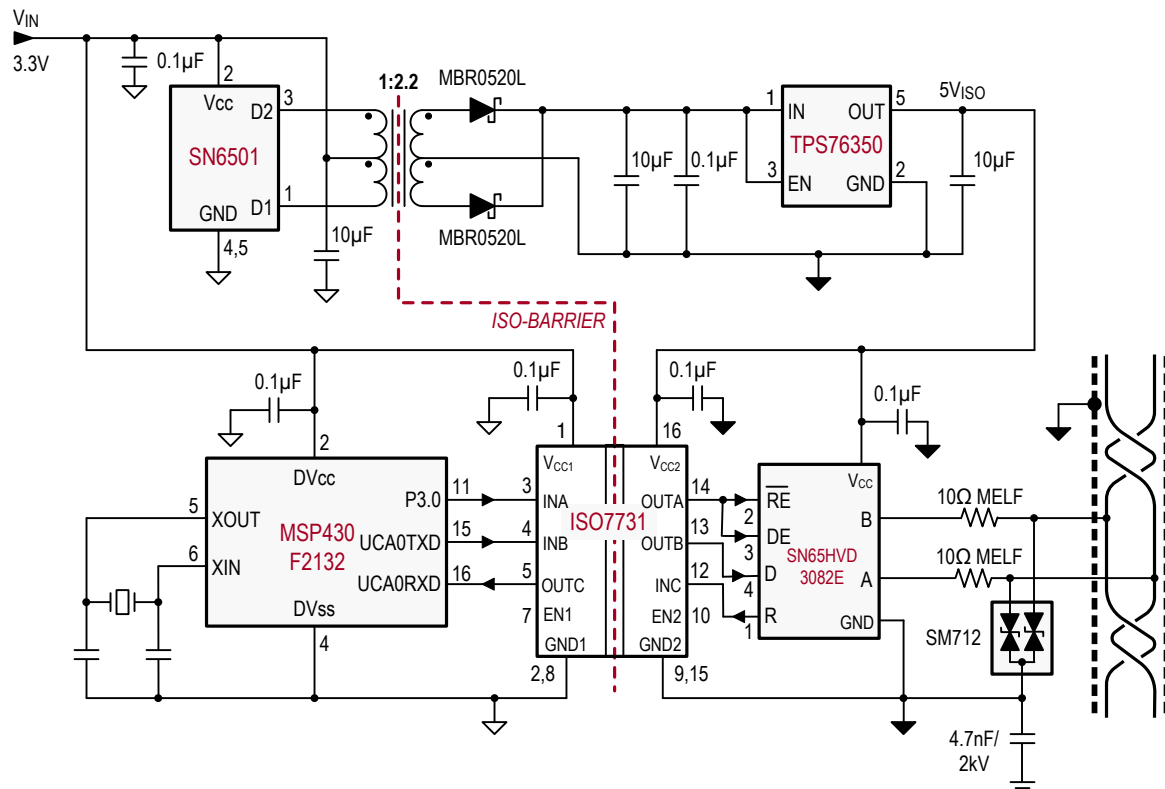 VIN
3.3V
0.1µF
2
Vcc
D2
3
SN6501
D1
1
GND
4,5
10µF
1:2.2
MBR0520L
MBR0520L
10µF
0.1µF
1
IN
OUT
5
TPS76350
3
EN
GND
2
5VISO
10µF
ISO-BARRIER
0.1µF
2
DVcc
5
XOUT
6
XIN
MSP430
F2132
P3.0
11
UCA0TXD
15
UCA0RXD
16
DVss
4
0.1µF
1
VCC1
3
INA
4
INB
5
OUTC
7
EN1
GND1
2,8
ISO7731
0.1µF
16
VCC2
OUTA
14
OUTB
13
INC
12
EN2
10
GND2
9,15
0.1µF
VCC
RE
2
DE
3
D
4
R
1
SN65HVD
3082E
B
A
GND
10Ω MELF
10Ω MELF
SM712
4.7nF/
2kV